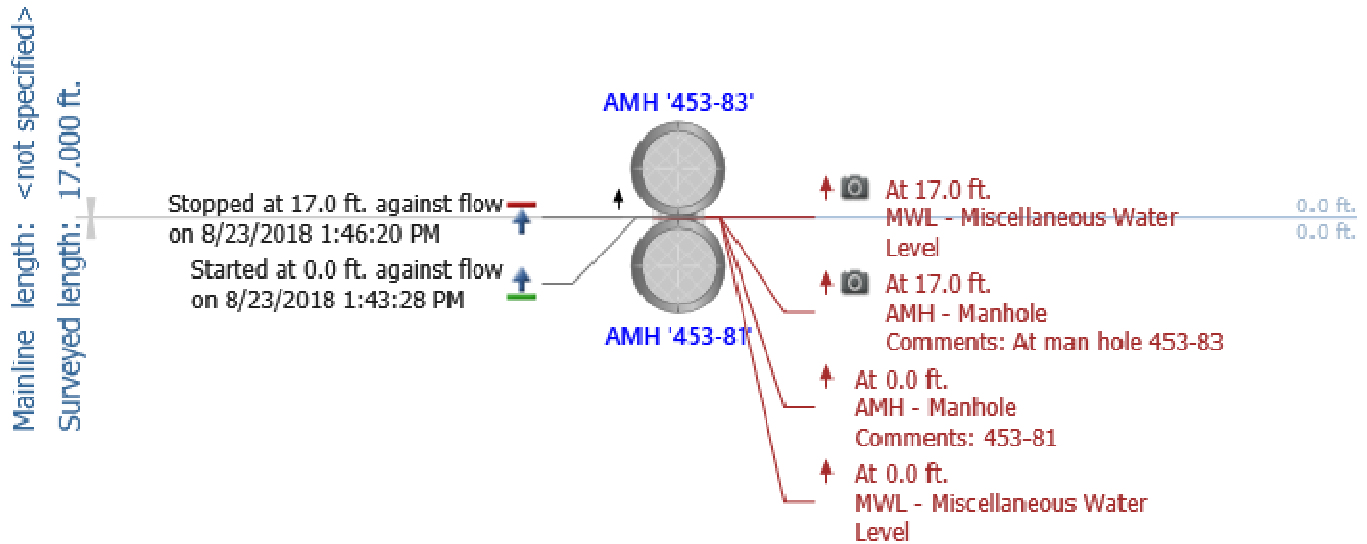 Mainline length: <not specified>
Surveyed length: 17.000 ft.
AMH '453-83'
Stopped at 17.0 ft. against flow
on 8/23/2018 1:46:20 PM
Started at 0.0 ft. against flow
on 8/23/2018 1:43:28 PM
AMH '453-81'
At 17.0 ft.
MWL - Miscellaneous Water
Level
At 17.0 ft.
AMH - Manhole
Comments: At man hole 453-83
At 0.0 ft.
AMH - Manhole
Comments: 453-81
At 0.0 ft.
MWL - Miscellaneous Water
Level
0.0 ft.
0.0 ft.